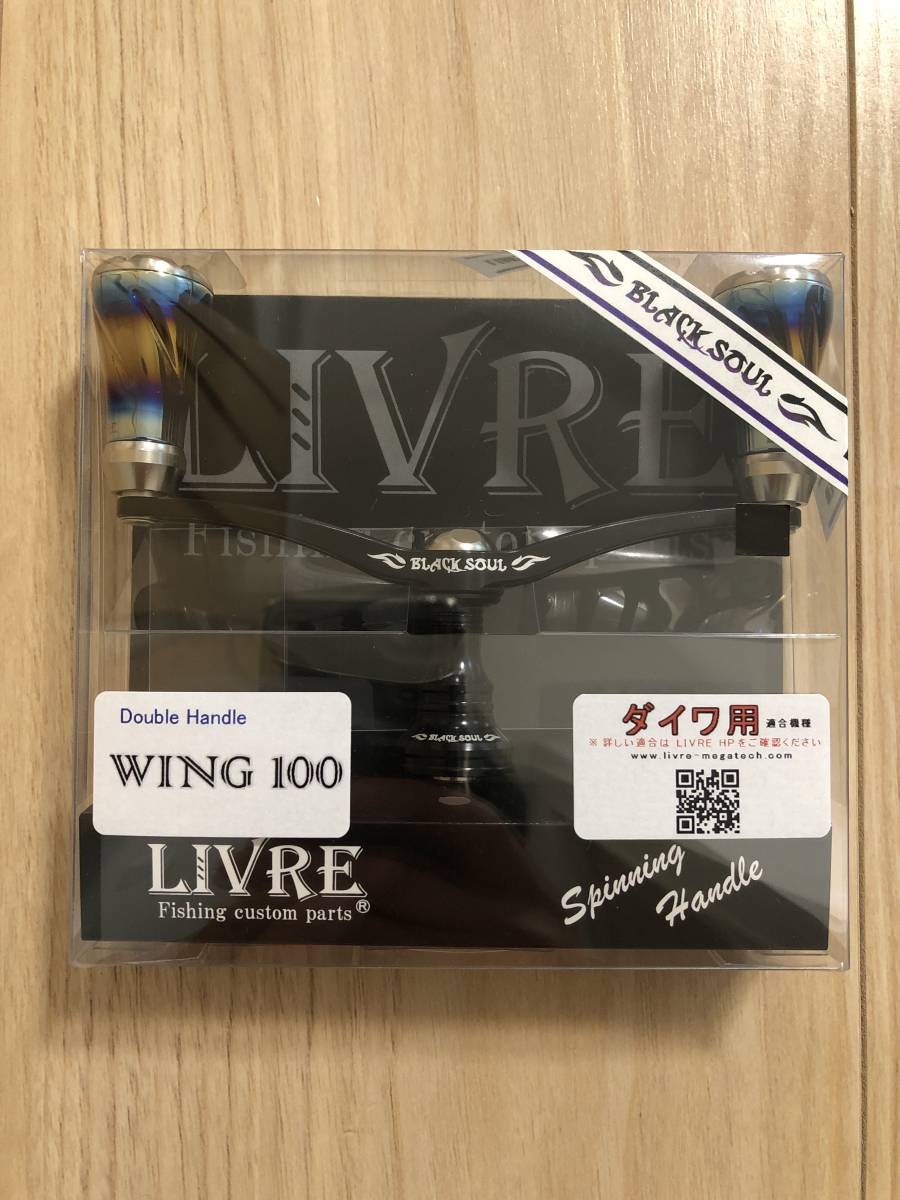 BLACK SOUL
LIVRE
Fishing custom parts
BLACK SOUL
Double Handle
WING 100
BLACK SOUL
ダイワ用 適合機種
※ 詳しい適合は LIVRE HPをご確認ください
www.livre-megatech.com
LIVRE
Fishing custom parts®
Spinning
Handle